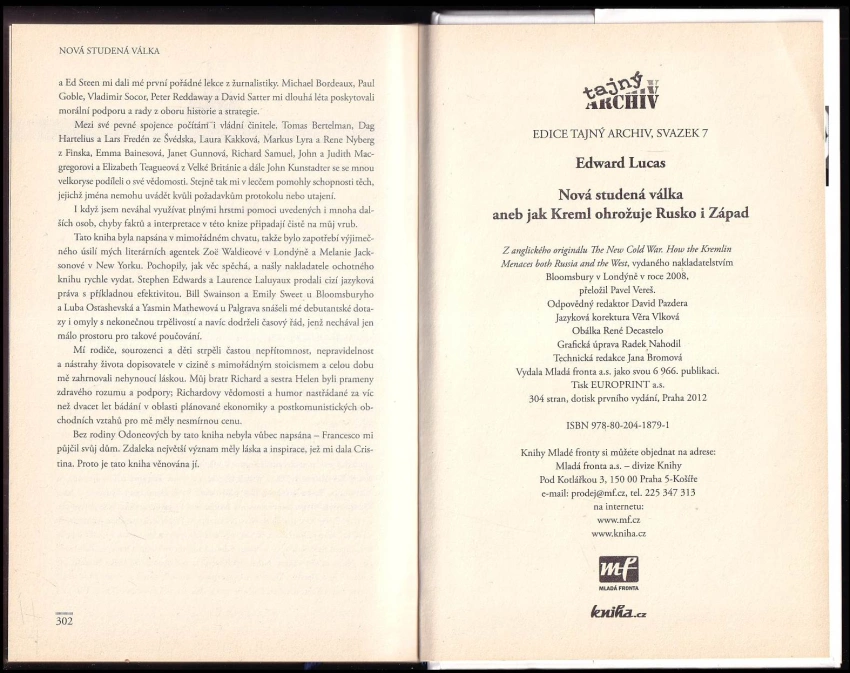 NOVÁ STUDENÁ VÁLKA
a Ed Steen mi dali mé první pořádné lekce z žurnalistiky. Michael Bordeaux, Paul
Goble, Vladimir Socor, Peter Reddaway a David Satter mi dlouhá léta poskytovali
morální podporu a rady z oboru historie a strategie.
Mezi své pevné spojence počítám i vládní činitele. Tomas Bertelman, Dag
Hartelius a Lars Fredén ze Švédska, Laura Kakková, Markus Lyra a Rene Nyberg
z Finska, Emma Bainesová, Janet Gunnová, Richard Samuel, John a Judith Mac-
gregorovi a Elizabeth Teagueová z Velké Británie a dále John Kunstadter se se mnou
velkoryse podíleli o své vědomosti. Stejně tak mi v lecčem pomohly schopnosti těch,
jejichž jména nemohu uvádět kvůli požadavkům protokolu nebo utajení.
I když jsem neváhal využívat plnými hrstmi pomoci uvedených i mnoha dal-
ších osob, chyby faktů a interpretace v této knize připadají čistě na můj vrub.
Tato kniha byla napsána v mimořádném chvatu, takže bylo zapotřebí výjimeč-
ného úsilí mých literárních agentek Zoë Waldieové v Londýně a Melanie Jack-
sonové v New Yorku. Pochopily, jak věc spěchá, a našly nakladatele ochotného
knihu rychle vydat. Stephen Edwards a Laurence Laluyaux prodali cizí jazyková
práva s příkladnou efektivitou. Bill Swainson a Emily Sweet u Bloomsburyho
a Luba Ostashevská a Yasmin Mathewová u Palgrava snášeli mé debutantské dota-
zy i omyly s nekonečnou trpělivostí a navíc dodrželi časový řád, jenž nechával jen
málo prostoru pro takové poučování.
Mí rodiče, sourozenci a děti strpěli častou nepřítomnost, nepravidelnost
a nástrahy života dopisovatele v cizině s mimořádným stoicismem a celou dobu
mě zahrnovali nehynoucí láskou. Můj bratr Richard a sestra Helen byli prameny
zdravého rozumu a podpory; Richardovy vědomosti a humor nastřádané za víc
než dvacet let bádání v oblasti plánované ekonomiky a postkomunistických ob-
chodních vztahů pro mě měly nesmírnou cenu.
Bez rodiny Odoneových by tato kniha nebyla vůbec napsána – Francesco mi
půjčil svůj dům. Zdaleka největší význam měly láska a inspirace, jež mi dala Cris-
tina. Proto je tato kniha věnována jí.
302
tajný
ARCHIV
EDICE TAJNÝ ARCHIV, SVAZEK 7
Edward Lucas
Nová studená válka
aneb jak Kreml ohrožuje Rusko i Západ
Z anglického originálu The New Cold War. How the Kremlin
Menaces both Russia and the West, vydaného nakladatelstvím
Bloomsbury v Londýně v roce 2008,
přeložil Pavel Vereš.
Odpovědný redaktor David Pazdera
Jazyková korektura Věra Vlková
Obálka René Decastelo
Grafická úprava Radek Nahodil
Technická redakce Jana Bromová
Vydala Mladá fronta a.s. jako svou 6 966. publikaci.
Tisk EUROPRINT a.s.
304 stran, dotisk prvního vydání, Praha 2012
ISBN 978-80-204-1879-1
Knihy Mladé fronty si můžete objednat na adrese:
Mladá fronta a.s. – divize Knihy
Pod Kotlářkou 3, 150 00 Praha 5-Košíře
e-mail: prodej@mf.cz, tel. 225 347 313
na internetu:
www.mf.cz
www.kniha.cz
mf
MLADÁ FRONTA
kniha.cz